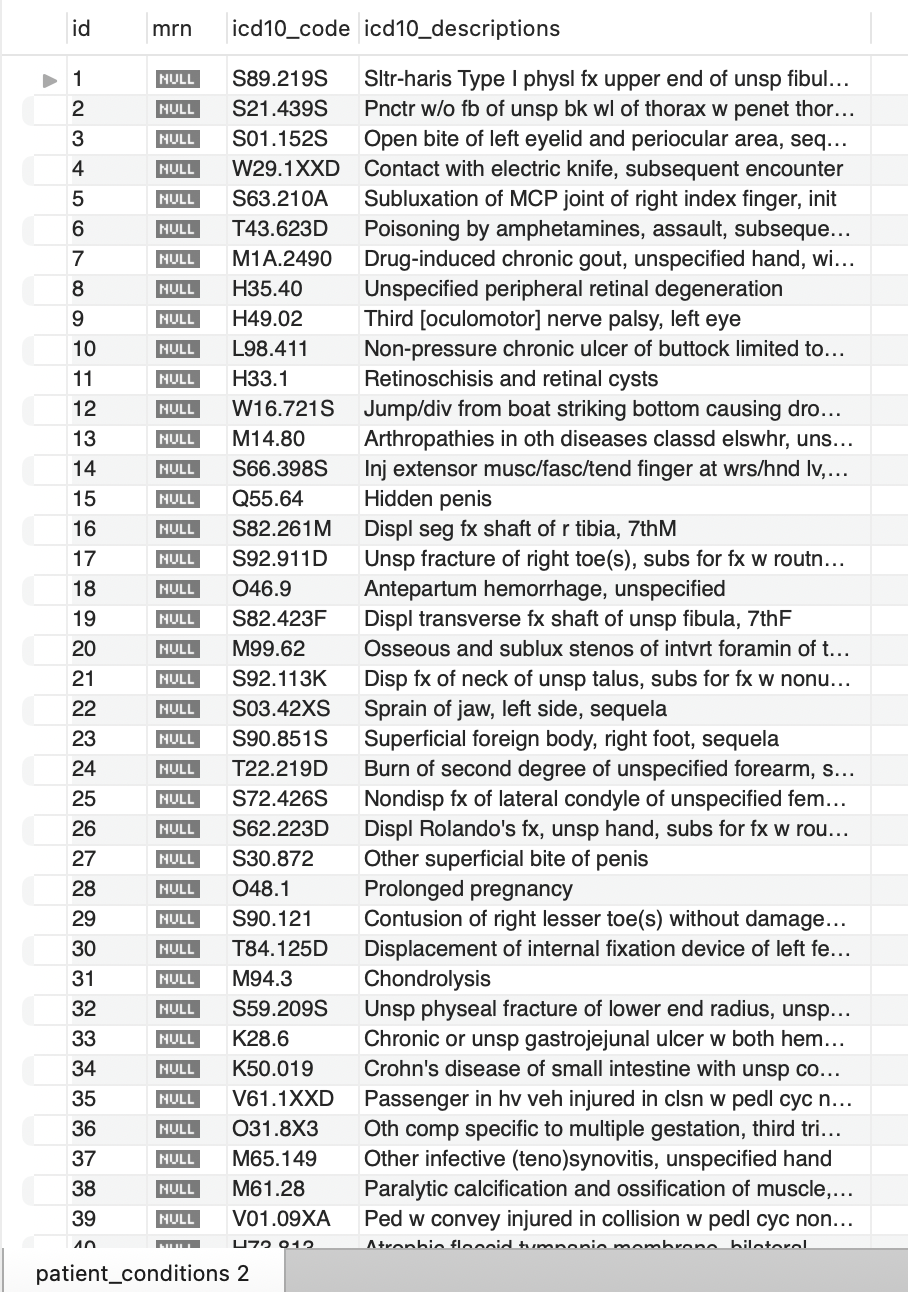 id mrn icd10_code icd10_descriptions
1 NULL S89.219S Sltr-haris Type I physl fx upper end of unsp fibul…
2 NULL S21.439S Pnctr w/o fb of unsp bk wl of thorax w penet thor…
3 NULL S01.152S Open bite of left eyelid and periocular area, seq…
4 NULL W29.1XXD Contact with electric knife, subsequent encounter
5 NULL S63.210A Subluxation of MCP joint of right index finger, init
6 NULL T43.623D Poisoning by amphetamines, assault, subseque…
7 NULL M1A.2490 Drug-induced chronic gout, unspecified hand, wi…
8 NULL H35.40 Unspecified peripheral retinal degeneration
9 NULL H49.02 Third [oculomotor] nerve palsy, left eye
10 NULL L98.411 Non-pressure chronic ulcer of buttock limited to…
11 NULL H33.1 Retinoschisis and retinal cysts
12 NULL W16.721S Jump/div from boat striking bottom causing dro…
13 NULL M14.80 Arthropathies in oth diseases classd elswhr, uns…
14 NULL S66.398S Inj extensor musc/fasc/tend finger at wrs/hnd lv,…
15 NULL Q55.64 Hidden penis
16 NULL S82.261M Displ seg fx shaft of r tibia, 7thM
17 NULL S92.911D Unsp fracture of right toe(s), subs for fx w routn…
18 NULL O46.9 Antepartum hemorrhage, unspecified
19 NULL S82.423F Displ transverse fx shaft of unsp fibula, 7thF
20 NULL M99.62 Osseous and sublux stenos of intvrt foramin of t…
21 NULL S92.113K Disp fx of neck of unsp talus, subs for fx w nonu…
22 NULL S03.42XS Sprain of jaw, left side, sequela
23 NULL S90.851S Superficial foreign body, right foot, sequela
24 NULL T22.219D Burn of second degree of unspecified forearm, s…
25 NULL S72.426S Nondisp fx of lateral condyle of unspecified fem…
26 NULL S62.223D Displ Rolando's fx, unsp hand, subs for fx w rou…
27 NULL S30.872 Other superficial bite of penis
28 NULL O48.1 Prolonged pregnancy
29 NULL S90.121 Contusion of right lesser toe(s) without damage…
30 NULL T84.125D Displacement of internal fixation device of left fe…
31 NULL M94.3 Chondrolysis
32 NULL S59.209S Unsp physeal fracture of lower end radius, unsp…
33 NULL K28.6 Chronic or unsp gastrojejunal ulcer w both hem…
34 NULL K50.019 Crohn's disease of small intestine with unsp co…
35 NULL V61.1XXD Passenger in hv veh injured in clsn w pedl cyc n…
36 NULL O31.8X3 Oth comp specific to multiple gestation, third tri…
37 NULL M65.149 Other infective (teno)synovitis, unspecified hand
38 NULL M61.28 Paralytic calcification and ossification of muscle,…
39 NULL V01.09XA Ped w convey injured in collision w pedl cyc non…
40 NULL H73.813 Atrophic flaccid tympanic membrane, bilateral
patient_conditions 2